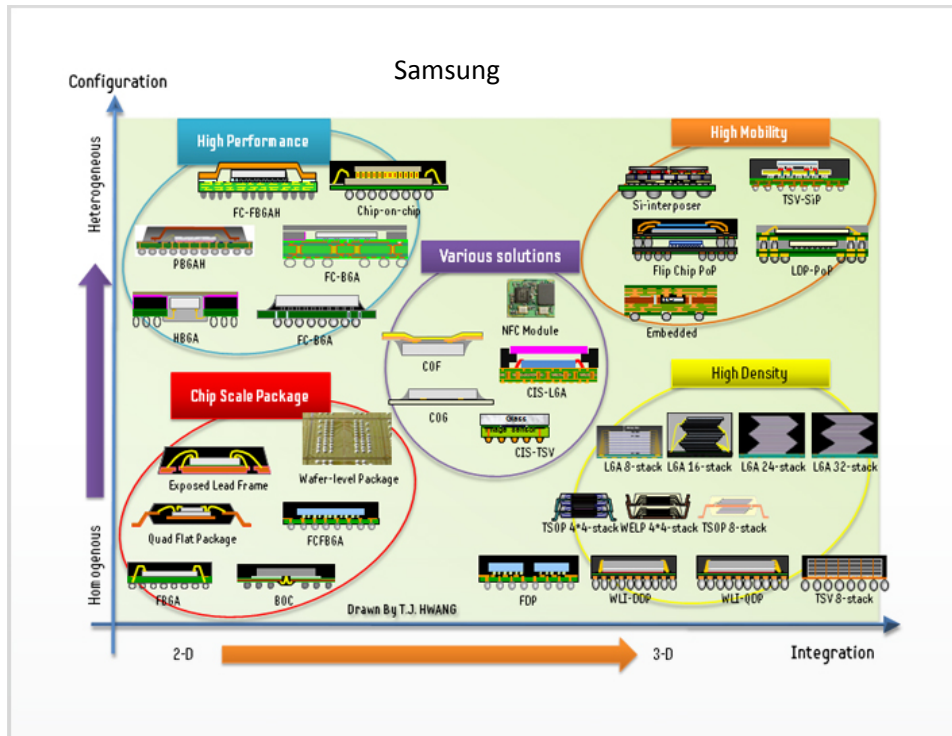 Samsung
Configuration
Heterogeneous
Homogenous
High Performance
FC-FBGAH
Chip-on-chip
PBGAH
FC-BGA
HBGA
FC-BGA
High Mobility
Si-interposer
TSV-SiP
Flip Chip PoP
LDP-PoP
Embedded
Various solutions
NFC Module
COF
CIS-LGA
COG
Glass
CIS-TSV
Chip Scale Package
Exposed Lead Frame
Wafer-level Package
Quad Flat Package
FCFBGA
FBGA
BOC
High Density
LGA 8-stack
LGA 16-stack
LGA 24-stack
LGA 32-stack
TSOP 4*4-stack
WELP 4*4-stack
TSOP 8-stack
FDP
WLI-DDP
WLI-QDP
TSV 8-stack
Drawn By T.J. HWANG
2-D
3-D
Integration